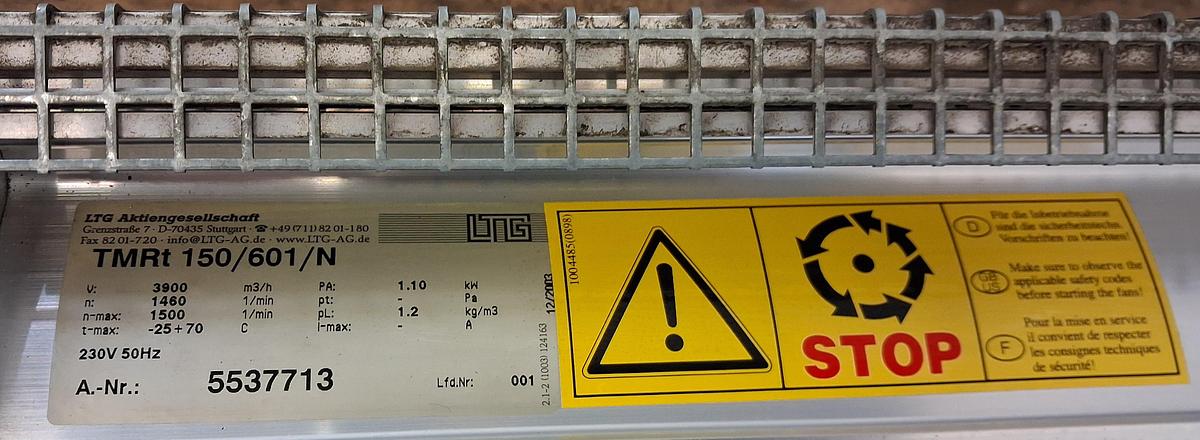 LTG Aktiengesellschaft
Grenzstraße 7 · D-70435 Stuttgart · ☎ +49 (711) 82 01-180
Fax 82 01-720 · info@LTG-AG.de · www.LTG-AG.de
LTG
TMRt 150/601/N
V: 3900 m3/h PA: 1.10 kW
n: 1460 1/min pt: - Pa
n-max: 1500 1/min pL: 1.2 kg/m3
t-max: -25+70 C I-max: - A
230V 50Hz
A.-Nr.: 5537713 Lfd.Nr: 001
12/2003
2.1-2 (1003) 124163
1004485(0898)
STOP
D
Für die Inbetriebnahme
sind die sicherheitstechn.
Vorschriften zu beachten!
GB
US
Make sure to observe the
applicable safety codes
before starting the fans!
F
Pour la mise en service
il convient de respecter
les consignes techniques
de sécurité!